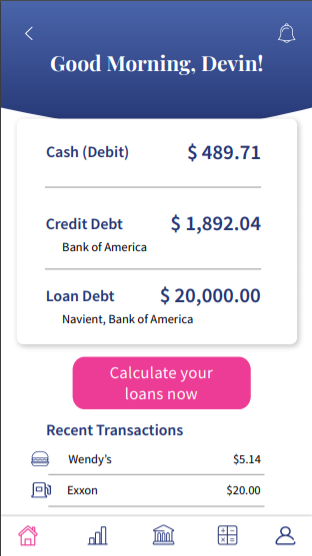 Good Morning, Devin!
Cash (Debit) $ 489.71
Credit Debt $ 1,892.04
Bank of America
Loan Debt $ 20,000.00
Navient, Bank of America
Calculate your
loans now
Recent Transactions
Wendy's $5.14
Exxon $20.00